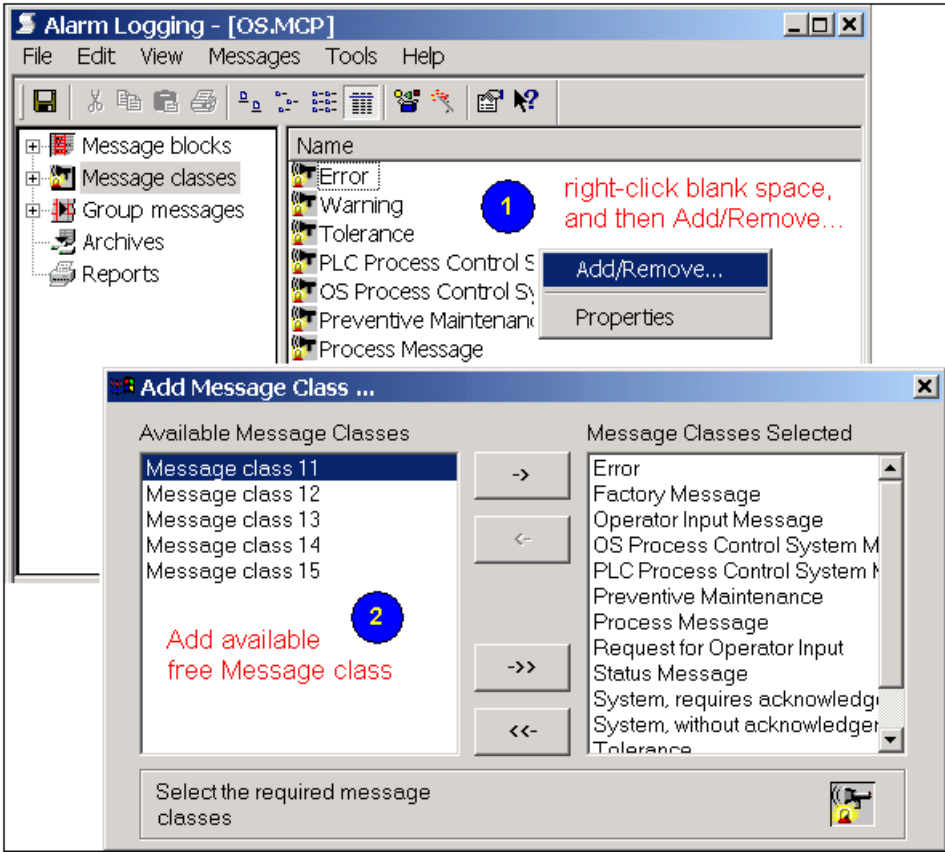 Alarm Logging - [OS.MCP]
File Edit View Messages Tools Help
Message blocks
Message classes
Group messages
Archives
Reports
Name
Error
Warning
Tolerance
PLC Process Control S
OS Process Control Sy
Preventive Maintenanc
Process Message
1
right-click blank space,
and then Add/Remove...
Add/Remove...
Properties
Add Message Class ...
Available Message Classes
Message class 11
Message class 12
Message class 13
Message class 14
Message class 15
2
Add available
free Message class
->
<-
->>
<<-
Message Classes Selected
Error
Factory Message
Operator Input Message
OS Process Control System M
PLC Process Control System M
Preventive Maintenance
Process Message
Request for Operator Input
Status Message
System, requires acknowledg
System, without acknowledger
Tolerance
Select the required message
classes